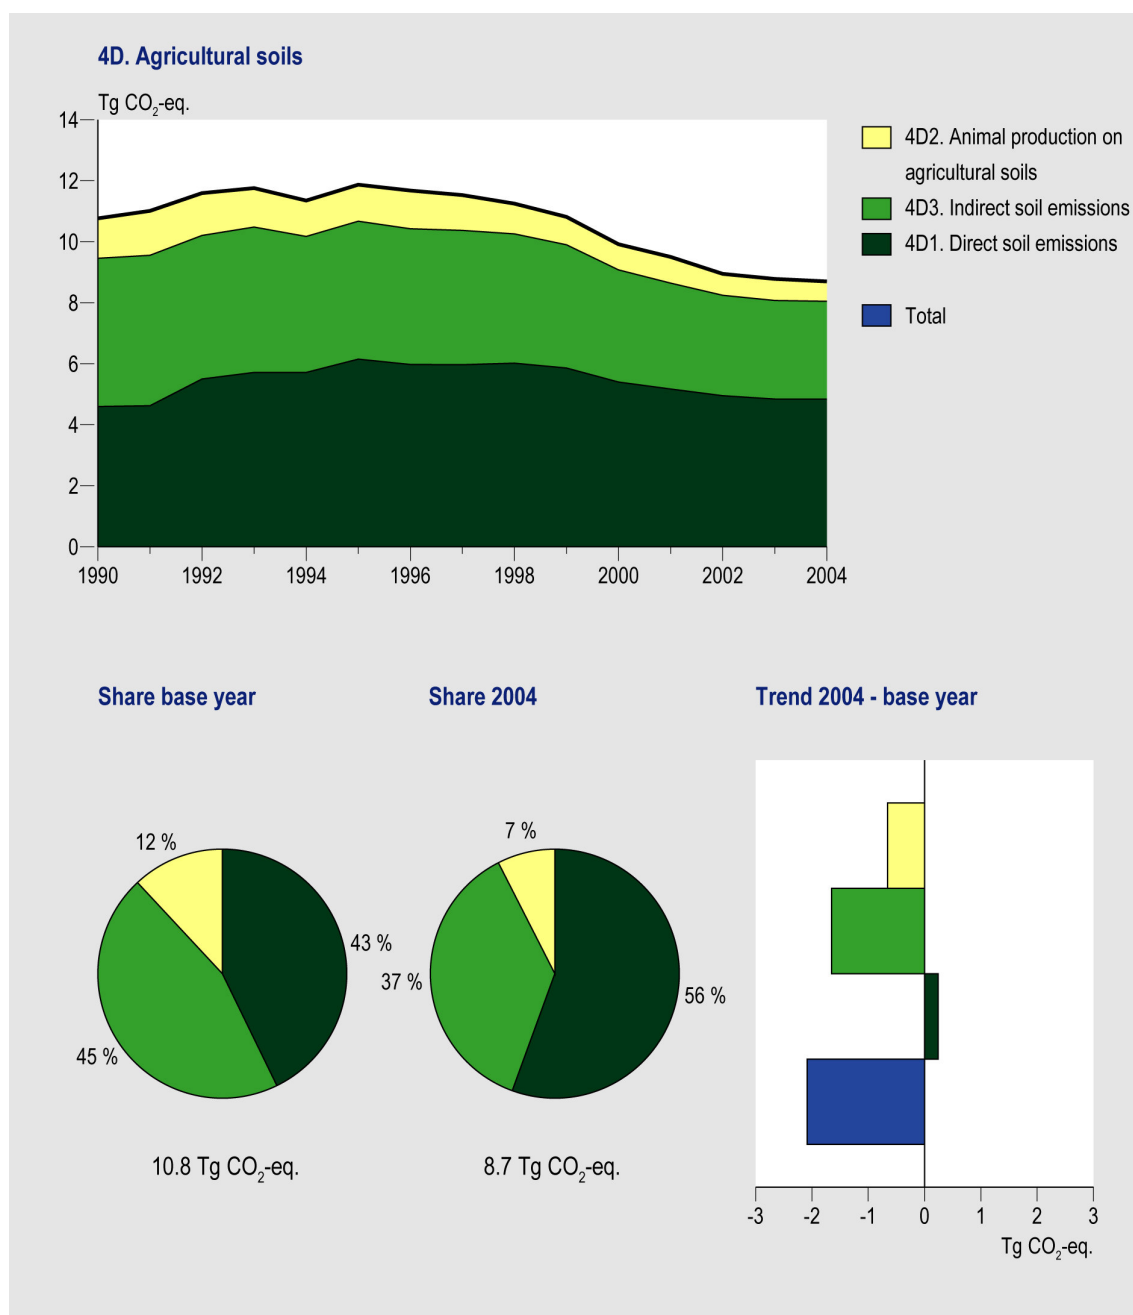 4D. Agricultural soils
Tg CO₂-eq.
14
12
10
8
6
4
2
0
1990 1992 1994 1996 1998 2000 2002 2004
4D2. Animal production on
agricultural soils
4D3. Indirect soil emissions
4D1. Direct soil emissions
Total
Share base year
12 %
43 %
45 %
10.8 Tg CO₂-eq.
Share 2004
7 %
37 %
56 %
8.7 Tg CO₂-eq.
Trend 2004 - base year
-3 -2 -1 0 1 2 3
Tg CO₂-eq.